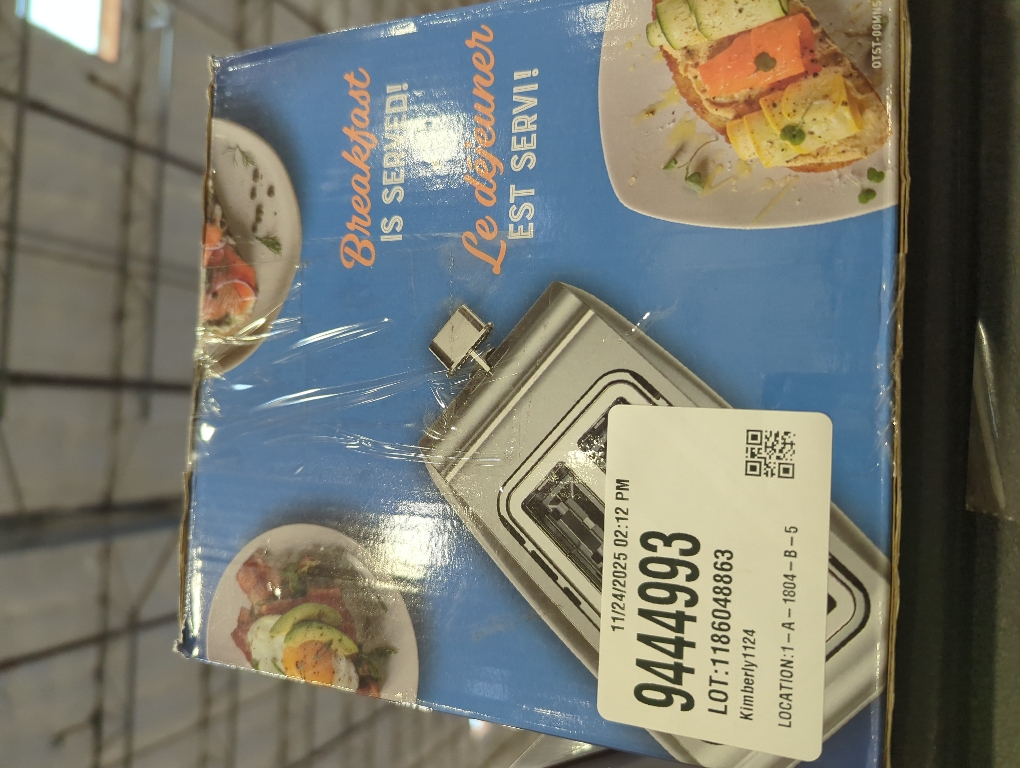 Breakfast
IS SERVED!
Le déjeuner
EST SERVI!
11/24/2025 02:12 PM
9444993
LOT:1186048863
Kimberly1124
LOCATION:1-A-1804-B-5